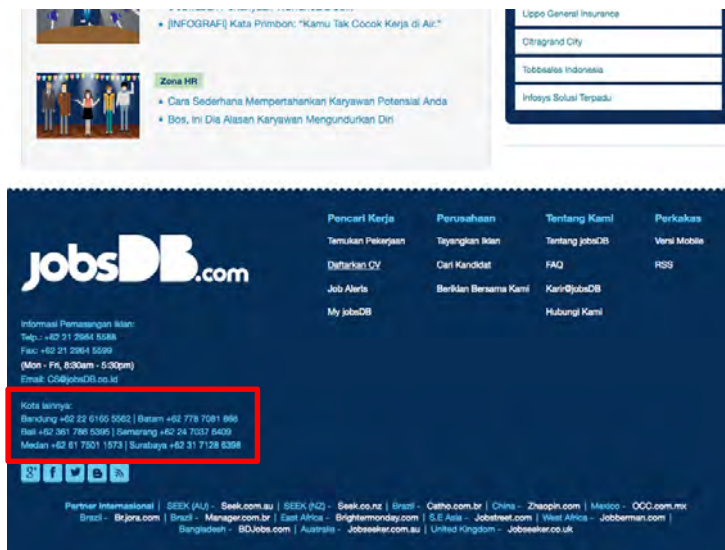 • [INFOGRAFI] Kata Primbon: "Kamu Tak Cocok Kerja di Air."
Zona HR
• Cara Sederhana Mempertahankan Karyawan Potensial Anda
• Bos, Ini Dia Alasan Karyawan Mengundurkan Diri
Lippo General Insurance
Citragrand City
Tobbsales Indonesia
Infosys Solusi Terpadu
jobsDB.com
Informasi Pemasangan Iklan:
Telp.: +62 21 2964 5588
Fax: +62 21 2964 5599
(Mon - Fri, 8:30am - 5:30pm)
Email: CS@jobsDB.co.id
Kota lainnya:
Bandung +62 22 6165 5562 | Batam +62 778 7081 868
Bali +62 361 786 5395 | Semarang +62 24 7037 6409
Medan +62 61 7501 1573 | Surabaya +62 31 7128 6398
Pencari Kerja
Temukan Pekerjaan
Daftarkan CV
Job Alerts
My jobsDB
Perusahaan
Tayangkan Iklan
Cari Kandidat
Beriklan Bersama Kami
Tentang Kami
Tentang jobsDB
FAQ
Karir@jobsDB
Hubungi Kami
Perkakas
Versi Mobile
RSS
Partner Internasional | SEEK (AU) - Seek.com.au | SEEK (NZ) - Seek.co.nz | Brazil - Catho.com.br | China - Zhaopin.com | Mexico - OCC.com.mx
Brazil - Brjora.com | Brazil - Manager.com.br | East Africa - Brightermonday.com | S.E Asia - Jobstreet.com | West Africa - Jobberman.com |
Bangladesh - BDJobs.com | Australia - Jobseeker.com.au | United Kingdom - Jobseeker.co.uk